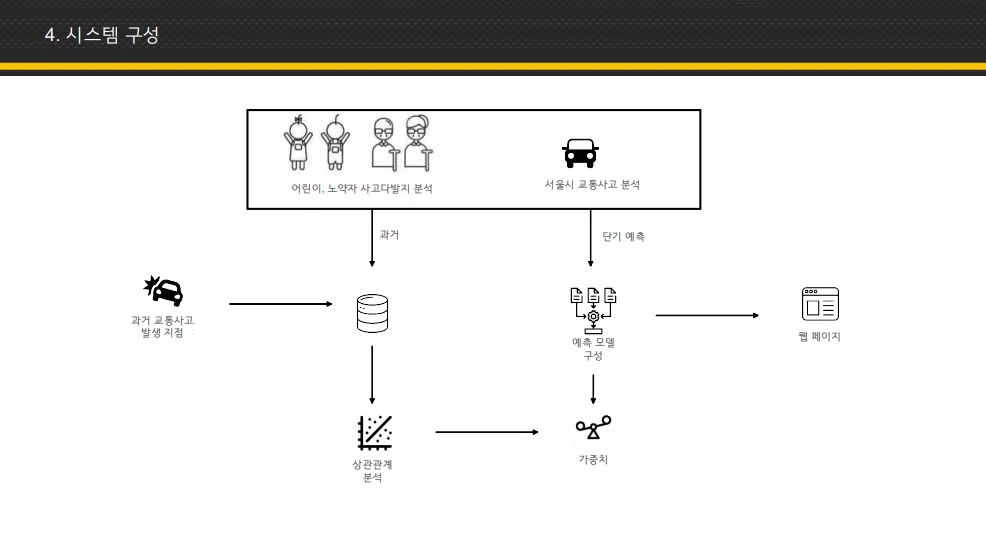 4. 시스템 구성
어린이, 노약자 사고다발지 분석
서울시 교통사고 분석
과거
단기 예측
과거 교통사고
발생 지점
예측 모델
구성
웹 페이지
상관관계
분석
가중치